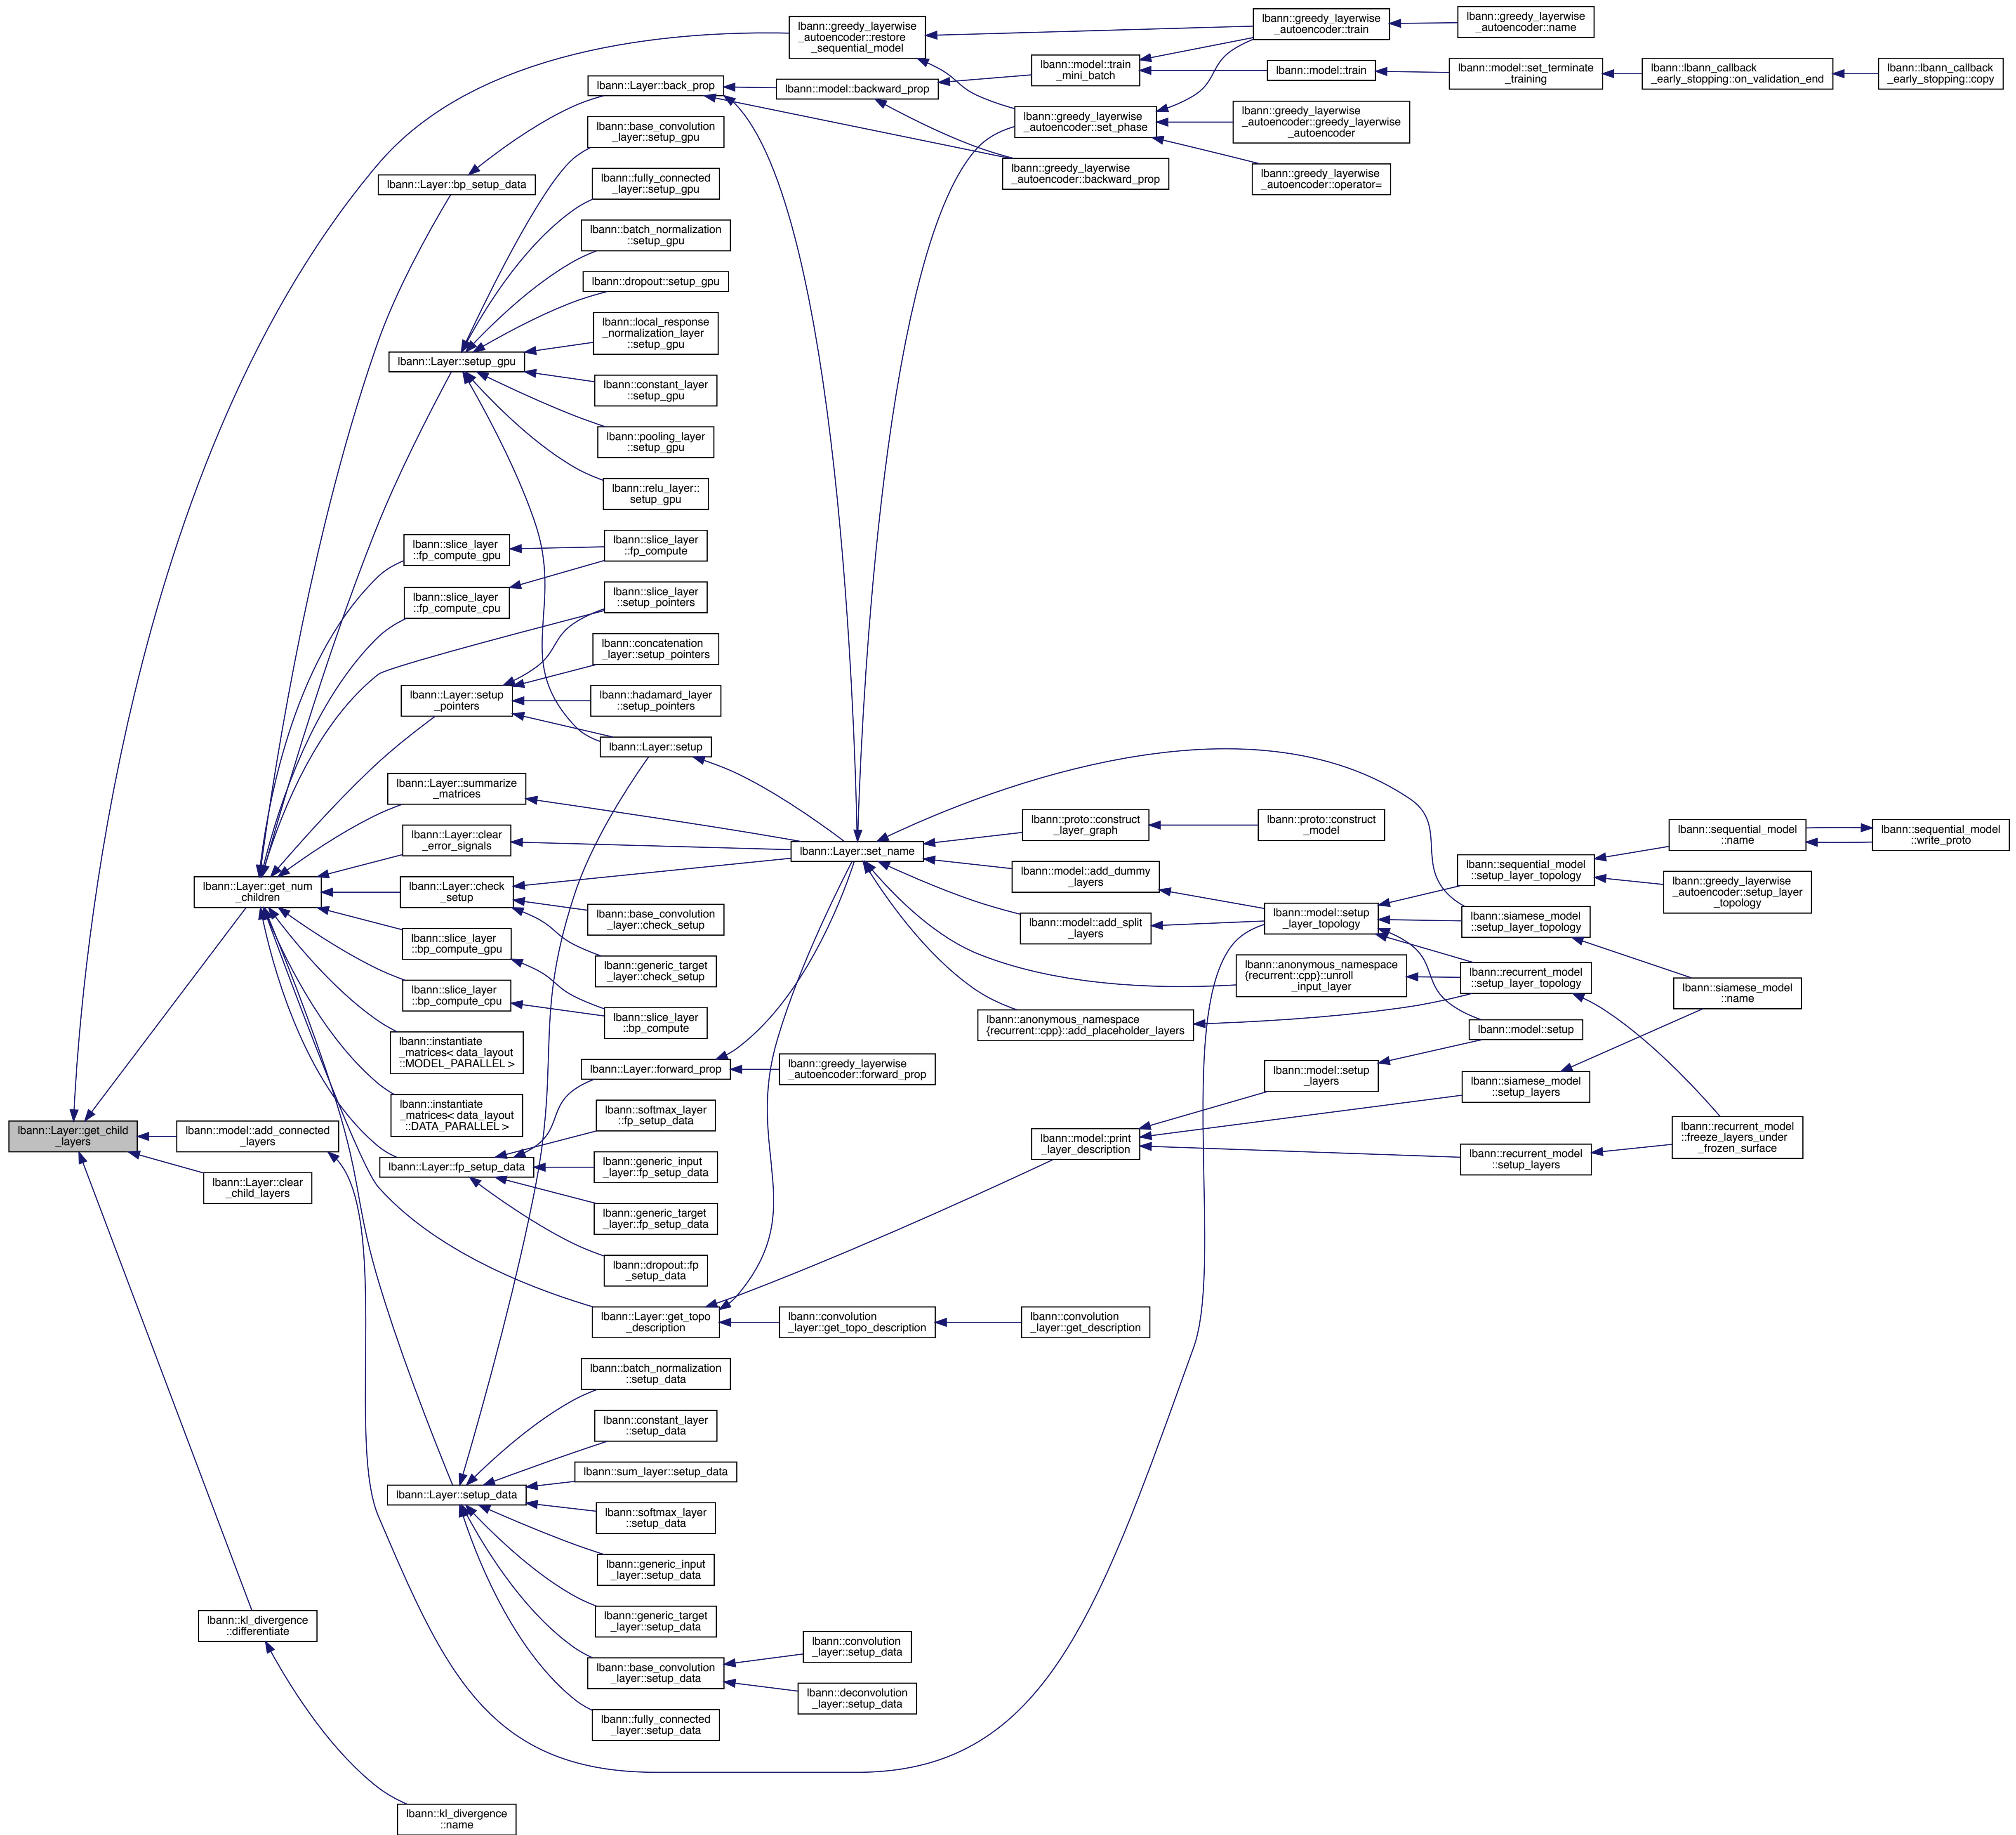 lbann::Layer::get_child
_layers
lbann::greedy_layerwise
_autoencoder::restore
_sequential_model
lbann::greedy_layerwise
_autoencoder::train
lbann::greedy_layerwise
_autoencoder::name
lbann::Layer::back_prop
lbann::model::backward_prop
lbann::model::train
_mini_batch
lbann::model::train
lbann::model::set_terminate
_training
lbann::lbann_callback
_early_stopping::on_validation_end
lbann::lbann_callback
_early_stopping::copy
lbann::greedy_layerwise
_autoencoder::set_phase
lbann::greedy_layerwise
_autoencoder::greedy_layerwise
_autoencoder
lbann::greedy_layerwise
_autoencoder::operator=
lbann::greedy_layerwise
_autoencoder::backward_prop
lbann::Layer::bp_setup_data
lbann::base_convolution
_layer::setup_gpu
lbann::fully_connected
_layer::setup_gpu
lbann::batch_normalization
::setup_gpu
lbann::dropout::setup_gpu
lbann::local_response
_normalization_layer
::setup_gpu
lbann::Layer::setup_gpu
lbann::constant_layer
::setup_gpu
lbann::pooling_layer
::setup_gpu
lbann::relu_layer::
setup_gpu
lbann::slice_layer
::fp_compute_gpu
lbann::slice_layer
::fp_compute
lbann::slice_layer
::fp_compute_cpu
lbann::slice_layer
::setup_pointers
lbann::concatenation
_layer::setup_pointers
lbann::Layer::setup
_pointers
lbann::hadamard_layer
::setup_pointers
lbann::Layer::setup
lbann::Layer::summarize
_matrices
lbann::Layer::clear
_error_signals
lbann::Layer::set_name
lbann::proto::construct
_layer_graph
lbann::proto::construct
_model
lbann::sequential_model
::name
lbann::sequential_model
::write_proto
lbann::Layer::get_num
_children
lbann::Layer::check
_setup
lbann::model::add_dummy
_layers
lbann::sequential_model
::setup_layer_topology
lbann::greedy_layerwise
_autoencoder::setup_layer
_topology
lbann::base_convolution
_layer::check_setup
lbann::model::add_split
_layers
lbann::model::setup
_layer_topology
lbann::siamese_model
::setup_layer_topology
lbann::slice_layer
::bp_compute_gpu
lbann::generic_target
_layer::check_setup
lbann::anonymous_namespace
{recurrent::cpp}::unroll
_input_layer
lbann::recurrent_model
::setup_layer_topology
lbann::siamese_model
::name
lbann::slice_layer
::bp_compute_cpu
lbann::slice_layer
::bp_compute
lbann::anonymous_namespace
{recurrent::cpp}::add_placeholder_layers
lbann::model::setup
lbann::instantiate
_matrices< data_layout
::MODEL_PARALLEL >
lbann::Layer::forward_prop
lbann::greedy_layerwise
_autoencoder::forward_prop
lbann::model::setup
_layers
lbann::siamese_model
::setup_layers
lbann::instantiate
_matrices< data_layout
::DATA_PARALLEL >
lbann::softmax_layer
::fp_setup_data
lbann::model::print
_layer_description
lbann::recurrent_model
::setup_layers
lbann::recurrent_model
::freeze_layers_under
_frozen_surface
lbann::model::add_connected
_layers
lbann::Layer::fp_setup_data
lbann::generic_input
_layer::fp_setup_data
lbann::Layer::clear
_child_layers
lbann::generic_target
_layer::fp_setup_data
lbann::dropout::fp
_setup_data
lbann::Layer::get_topo
_description
lbann::convolution
_layer::get_topo_description
lbann::convolution
_layer::get_description
lbann::batch_normalization
::setup_data
lbann::constant_layer
::setup_data
lbann::sum_layer::setup_data
lbann::Layer::setup_data
lbann::softmax_layer
::setup_data
lbann::generic_input
_layer::setup_data
lbann::generic_target
_layer::setup_data
lbann::kl_divergence
::differentiate
lbann::base_convolution
_layer::setup_data
lbann::convolution
_layer::setup_data
lbann::deconvolution
_layer::setup_data
lbann::fully_connected
_layer::setup_data
lbann::kl_divergence
::name